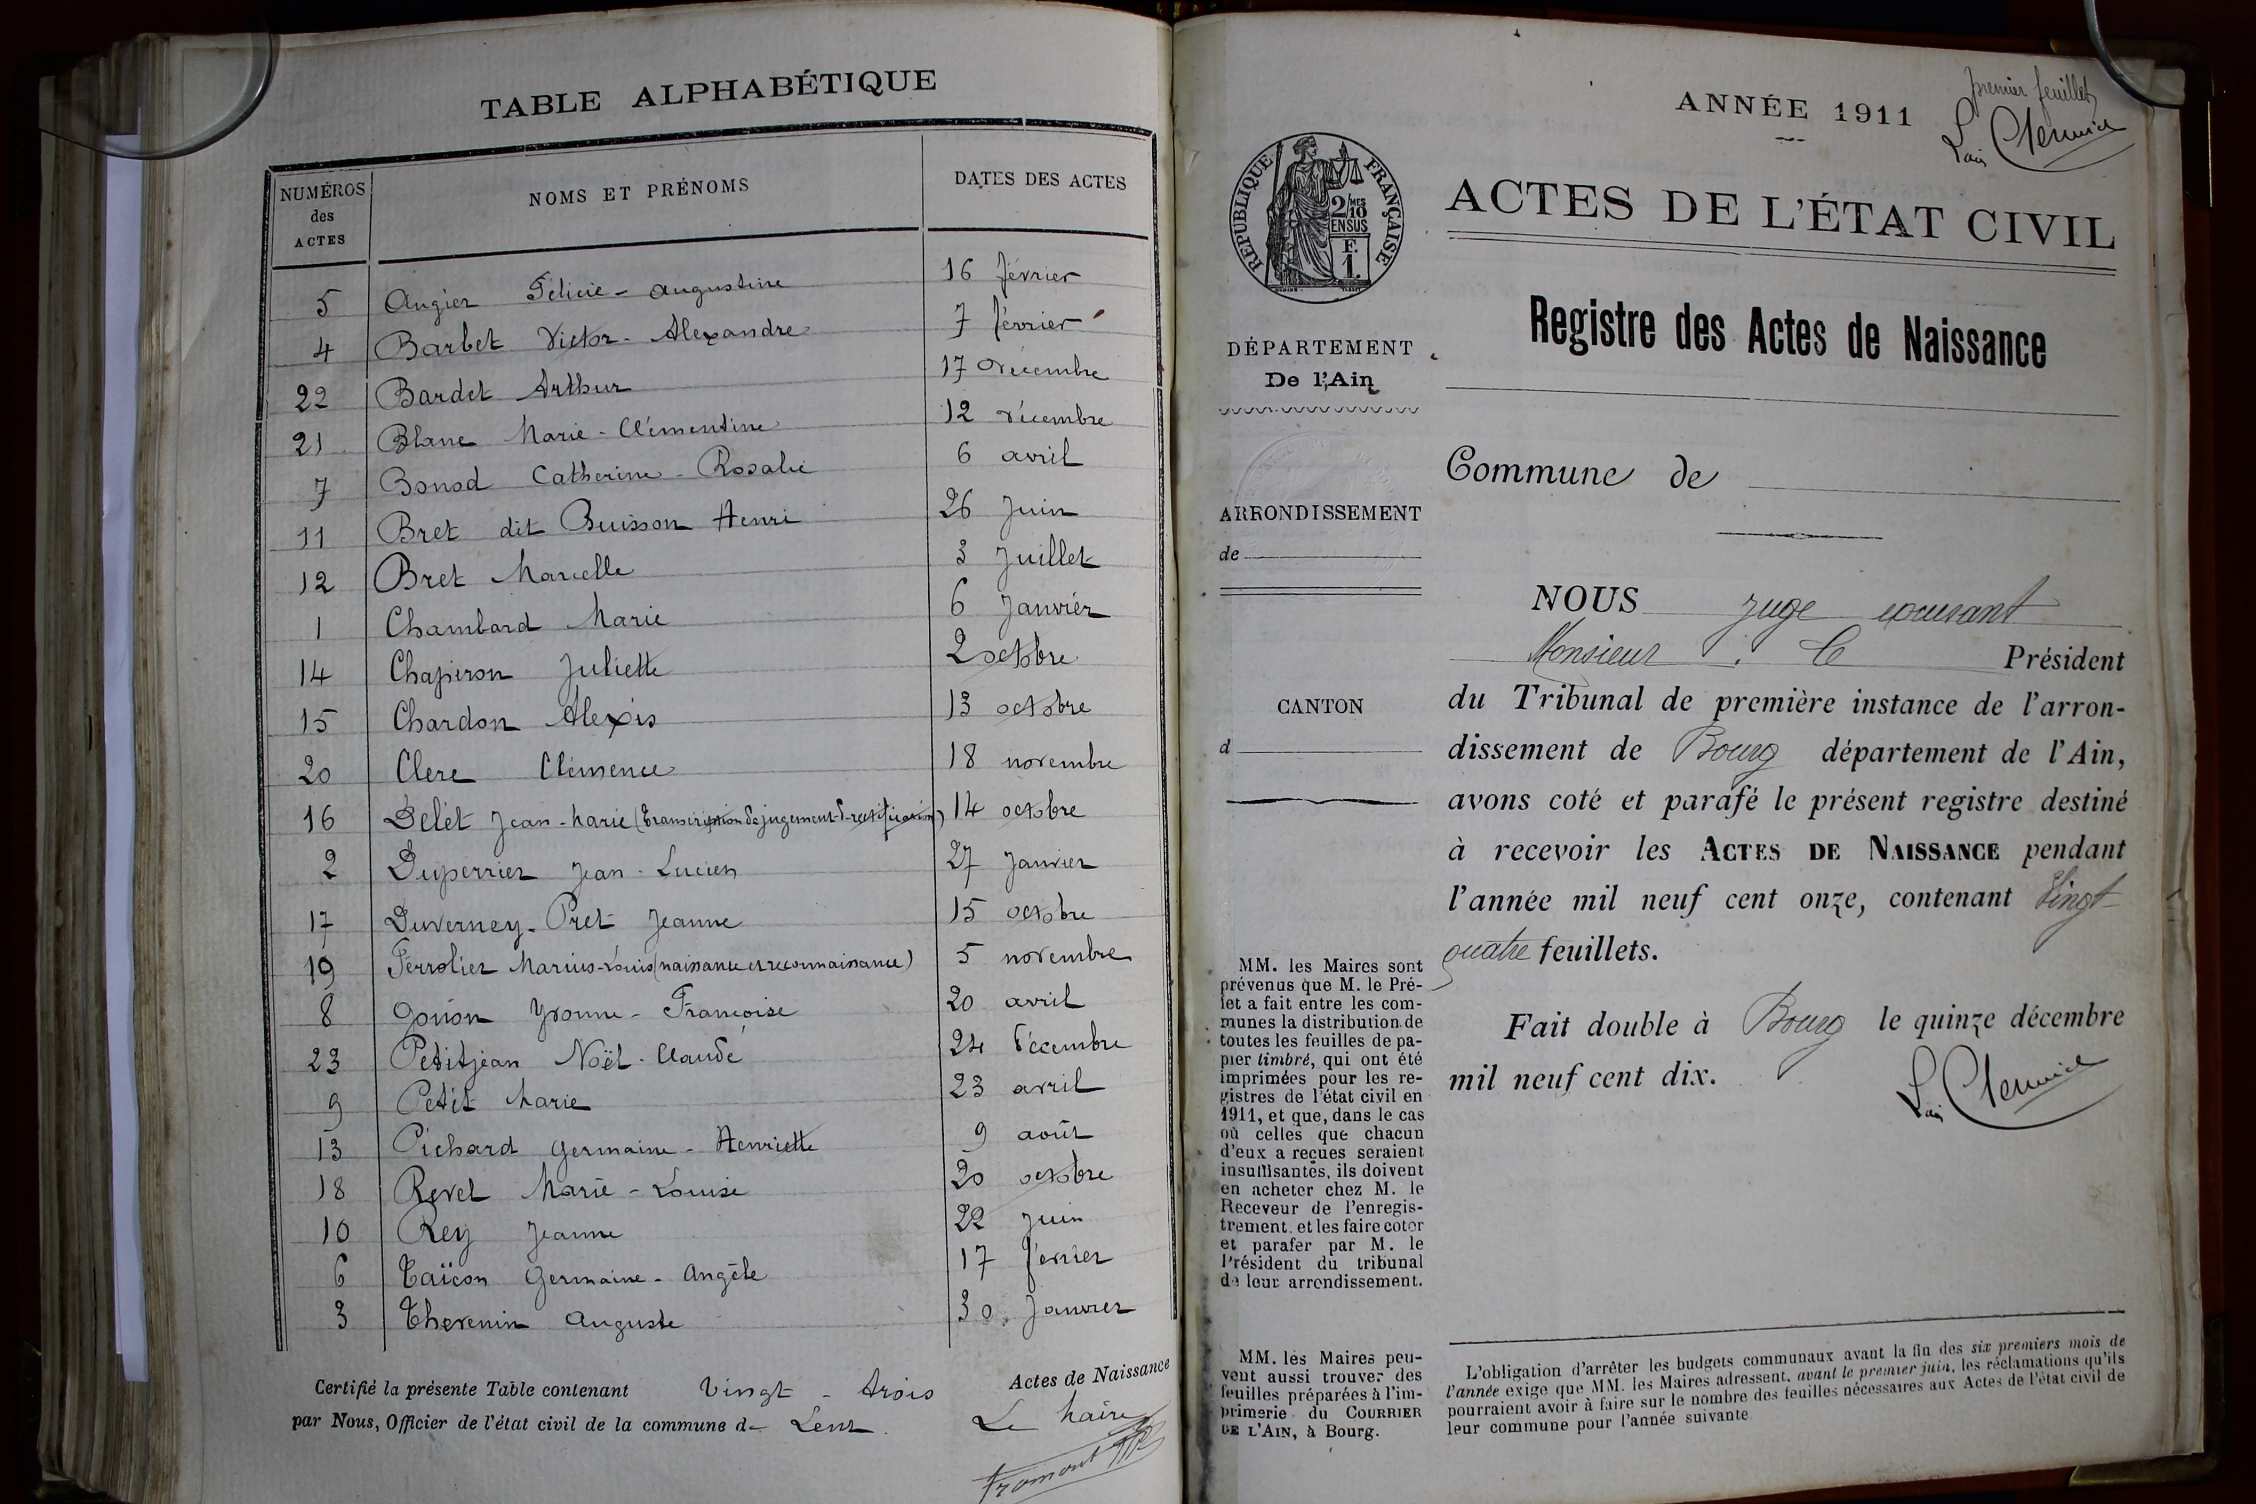 TABLE ALPHABÉTIQUE
NUMÉROS des ACTES NOMS ET PRÉNOMS DATES DES ACTES
5 Augier Félicie - Augustine 16 février
4 Barbet Victor - Alexandre 7 février
22 Bardet Arthur 17 décembre
21 Blanc Marie - Clémentine 12 décembre
7 Bonod Catherine - Rosalie 6 avril
11 Bret dit Buisson Henri 26 Juin
12 Bret Marcelle 3 Juillet
1 Chambard Marie 6 Janvier
14 Chapiron Juliette 2 octobre
15 Chardon Alexis 13 octobre
20 Clerc Clémence 18 novembre
16 Délét Jean - Marie (Transcription de jugement d-rectification) 14 octobre
2 Duperrier Jean - Lucien 27 Janvier
17 Duverney - Pret Jeanne 15 octobre
19 Ferrolier Marius - Louis (naissance et reconnaissance) 5 novembre
8 Gonon Yvonne - Françoise 20 avril
23 Petitjean Noël - Claude 24 décembre
9 Petit Marie 23 avril
13 Pichard Germaine - Henriette 9 août
18 Revel Marie - Louise 20 octobre
10 Rey Jeanne 22 Juin
6 Taïcon Germaine - Angèle 17 février
3 Thevenin Auguste 30 Janvier
Certifié la présente Table contenant Vingt - trois Actes de Naissance
par Nous, Officier de l'état civil de la commune de Lent. Le Maire
Fromont
premier feuillet
ANNÉE 1911
RÉPUBLIQUE FRANÇAISE
2/10 MES
EN SUS
F.
1.
ACTES DE L'ÉTAT CIVIL
Registre des Actes de Naissance
DÉPARTEMENT
De l'Ain
ARRONDISSEMENT
de
CANTON
d
Commune de
NOUS Juge
Monsieur Président
du Tribunal de première instance de l'arron-
dissement de Bourg département de l'Ain,
avons coté et parafé le présent registre destiné
à recevoir les ACTES DE NAISSANCE pendant
l'année mil neuf cent onze, contenant Vingt
quatre feuillets.
Fait double à Bourg le quinze décembre
mil neuf cent dix.
MM. les Maires sont
prévenus que M. le Pré-
fet a fait entre les com-
munes la distribution de
toutes les feuilles de pa-
pier timbré, qui ont été
imprimées pour les re-
gistres de l'état civil en
1911, et que, dans le cas
où celles que chacun
d'eux a reçues seraient
insuffisantes, ils doivent
en acheter chez M. le
Receveur de l'enregis-
trement, et les faire coter
et parafer par M. le
Président du tribunal
de leur arrondissement.
MM. les Maires peu-
vent aussi trouver des
feuilles préparées à l'im-
primerie du COURRIER
DE L'AIN, à Bourg.
L'obligation d'arrêter les budgets communaux avant la fin des six premiers mois de
l'année exige que MM. les Maires adressent, avant le premier juin, les réclamations qu'ils
pourraient avoir à faire sur le nombre des feuilles nécessaires aux Actes de l'état civil de
leur commune pour l'année suivante